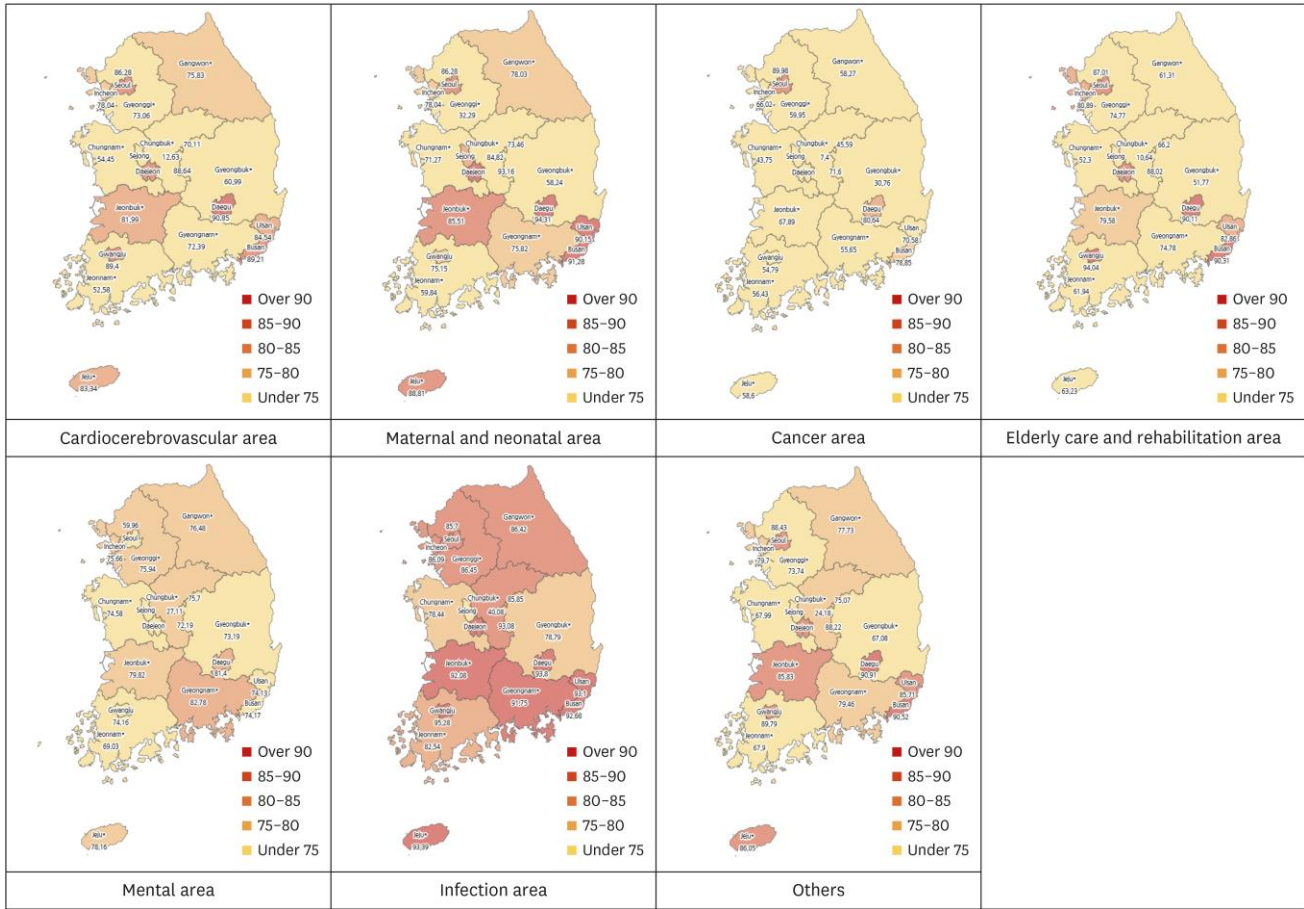 Gangwon*
75,83
86,28
Seoul
Incheon
78,04
Gyeonggi*
73,06
Chungnam*
54,45
Chungbuk*
70,11
Sejong
12,63
Daejeon
88,64
Gyeongbuk*
60,99
Jeonbuk*
81,99
Daegu
90,85
Ulsan
84,54
Gyeongnam*
72,39
Busan
89,21
Gwangju
89,4
Jeonnam*
52,58
Jeju*
83,34
Over 90
85–90
80–85
75–80
Under 75
Cardiocerebrovascular area
Gangwon*
78,03
86,28
Seoul
Incheon
78,04
Gyeonggi*
32,29
Chungnam*
71,27
Chungbuk*
73,46
Sejong
84,82
Daejeon
93,16
Gyeongbuk*
58,24
Jeonbuk*
85,51
Daegu
94,31
Ulsan
90,15
Gyeongnam*
75,82
Busan
91,28
Gwangju
75,15
Jeonnam*
59,84
Jeju*
88,81
Over 90
85–90
80–85
75–80
Under 75
Maternal and neonatal area
Gangwon*
58,27
89,98
Seoul
Incheon
66,02
Gyeonggi*
59,95
Chungnam*
43,75
Chungbuk*
45,59
Sejong
7,4
Daejeon
71,6
Gyeongbuk*
30,76
Jeonbuk*
67,89
Daegu
80,64
Ulsan
70,58
Gyeongnam*
55,65
Busan
78,85
Gwangju
54,79
Jeonnam*
56,43
Jeju*
58,6
Over 90
85–90
80–85
75–80
Under 75
Cancer area
Gangwon*
61,31
87,01
Seoul
Incheon
80,89
Gyeonggi*
74,77
Chungnam*
52,3
Chungbuk*
66,2
Sejong
10,64
Daejeon
88,02
Gyeongbuk*
51,77
Jeonbuk*
79,58
Daegu
90,11
Ulsan
82,86
Gyeongnam*
74,78
Busan
90,31
Gwangju
94,04
Jeonnam*
61,94
Jeju*
63,23
Over 90
85–90
80–85
75–80
Under 75
Elderly care and rehabilitation area
Gangwon*
76,48
59,96
Seoul
Incheon
75,66
Gyeonggi*
75,94
Chungnam*
74,58
Chungbuk*
75,7
Sejong
27,11
Daejeon
72,19
Gyeongbuk*
73,19
Jeonbuk*
79,82
Daegu
81,4
Ulsan
74,13
Gyeongnam*
82,78
Busan
74,17
Gwangju
74,16
Jeonnam*
69,03
Jeju*
78,16
Over 90
85–90
80–85
75–80
Under 75
Mental area
Gangwon*
86,42
85,7
Seoul
Incheon
86,09
Gyeonggi*
86,45
Chungnam*
76,44
Chungbuk*
85,85
Sejong
40,08
Daejeon
93,08
Gyeongbuk*
78,79
Jeonbuk*
92,08
Daegu
93,8
Ulsan
93,1
Gyeongnam*
91,75
Busan
92,68
Gwangju
95,28
Jeonnam*
82,54
Jeju*
93,39
Over 90
85–90
80–85
75–80
Under 75
Infection area
Gangwon*
77,73
88,43
Seoul
Incheon
79,7
Gyeonggi*
73,74
Chungnam*
67,99
Chungbuk*
75,07
Sejong
24,18
Daejeon
88,22
Gyeongbuk*
67,08
Jeonbuk*
85,83
Daegu
90,91
Ulsan
85,71
Gyeongnam*
79,46
Busan
90,52
Gwangju
89,79
Jeonnam*
67,9
Jeju*
86,05
Over 90
85–90
80–85
75–80
Under 75
Others